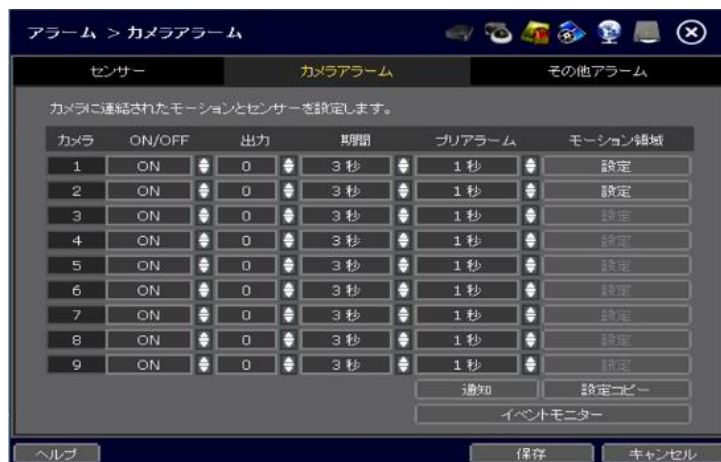 アラーム > カメラアラーム
センサー カメラアラーム その他アラーム
カメラに連結されたモーションとセンサーを設定します。
カメラ ON/OFF 出力 期間 プリアラーム モーション領域
1 ON 0 3 秒 1 秒 設定
2 ON 0 3 秒 1 秒 設定
3 ON 0 3 秒 1 秒 設定
4 ON 0 3 秒 1 秒 設定
5 ON 0 3 秒 1 秒 設定
6 ON 0 3 秒 1 秒 設定
7 ON 0 3 秒 1 秒 設定
8 ON 0 3 秒 1 秒 設定
9 ON 0 3 秒 1 秒 設定
通知 設定コピー
イベントモニター
ヘルプ 保存 キャンセル